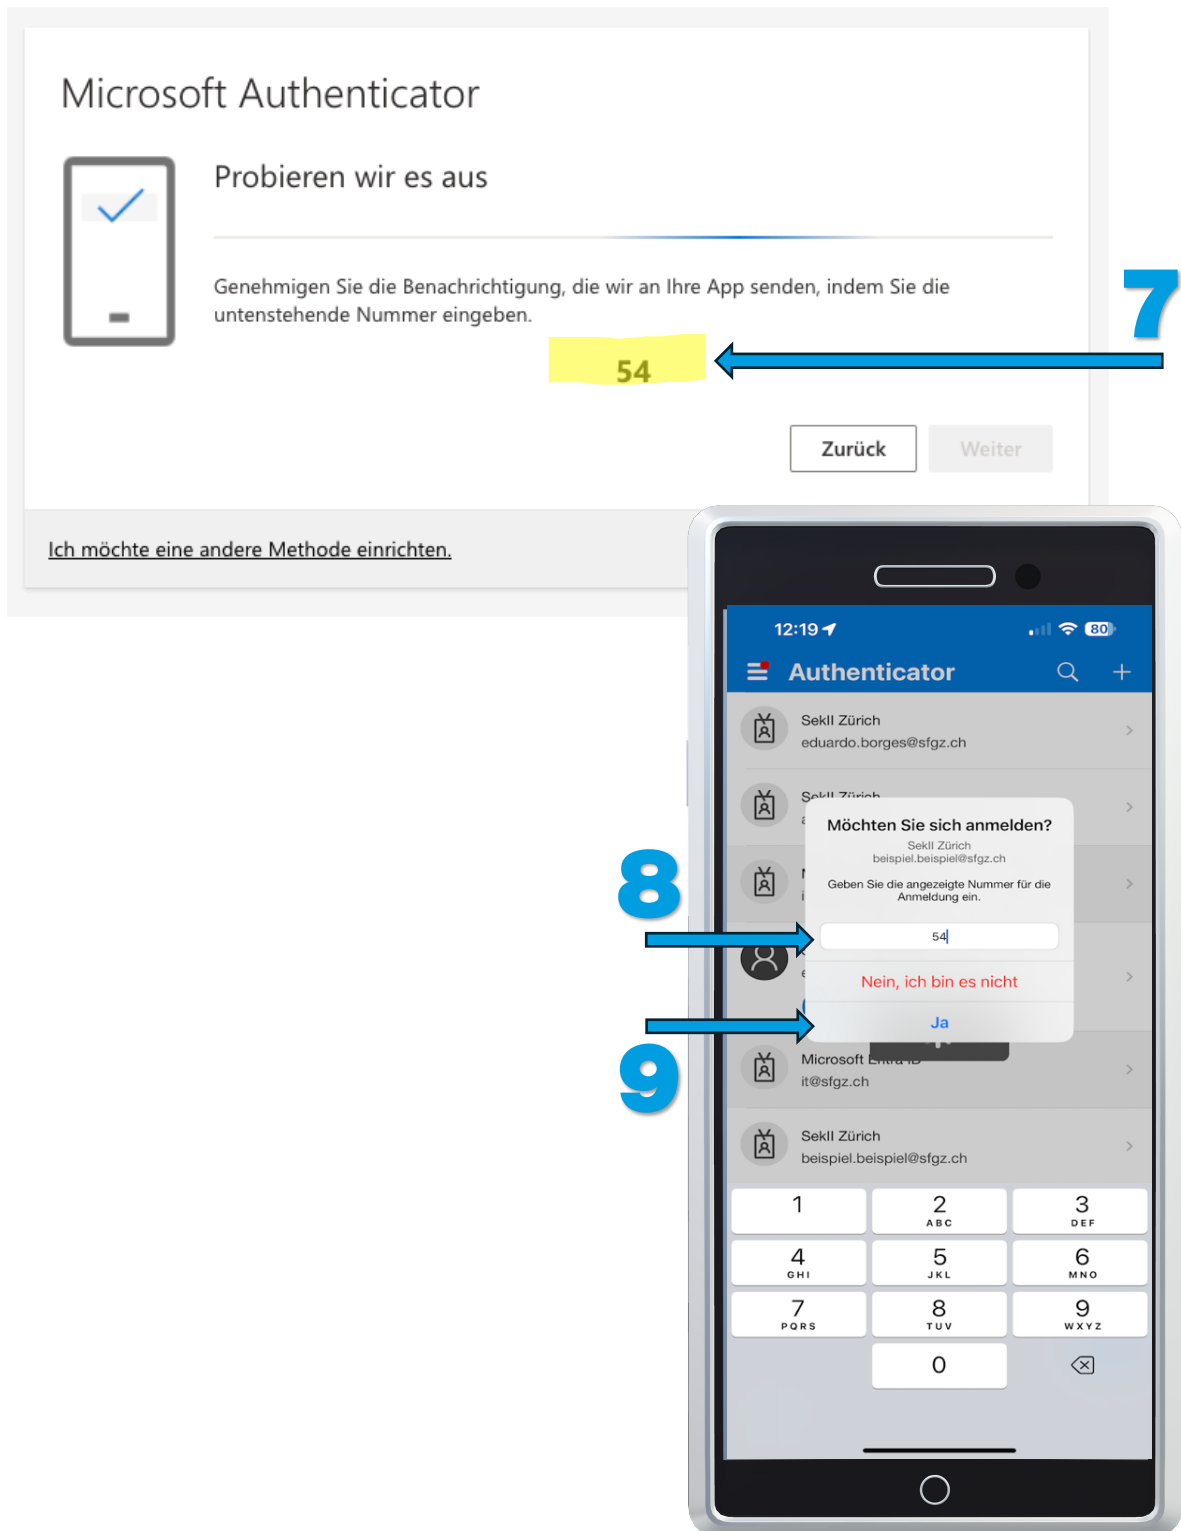 Microsoft Authenticator
Probieren wir es aus
Genehmigen Sie die Benachrichtigung, die wir an Ihre App senden, indem Sie die
untenstehende Nummer eingeben.
54
7
Zurück
Weiter
Ich möchte eine andere Methode einrichten.
12:19
80
Authenticator
SekII Zürich
eduardo.borges@sfgz.ch
SekII Zürich
Möchten Sie sich anmelden?
SekII Zürich
beispiel.beispiel@sfgz.ch
Geben Sie die angezeigte Nummer für die
Anmeldung ein.
8
54
Nein, ich bin es nicht
Ja
9
Microsoft Entra ID
it@sfgz.ch
SekII Zürich
beispiel.beispiel@sfgz.ch
1
2
ABC
3
DEF
4
GHI
5
JKL
6
MNO
7
PQRS
8
TUV
9
WXYZ
0